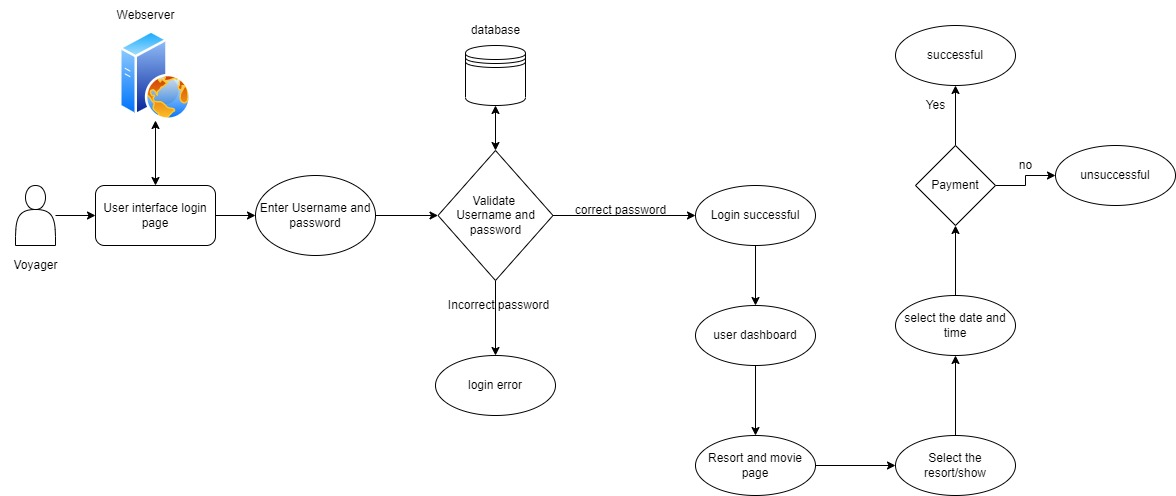 Webserver
database
successful
Yes
Payment
no
unsuccessful
User interface login
page
Enter Username and
password
Validate
Username and
password
correct password
Login successful
Voyager
Incorrect password
select the date and
time
user dashboard
login error
Resort and movie
page
Select the
resort/show